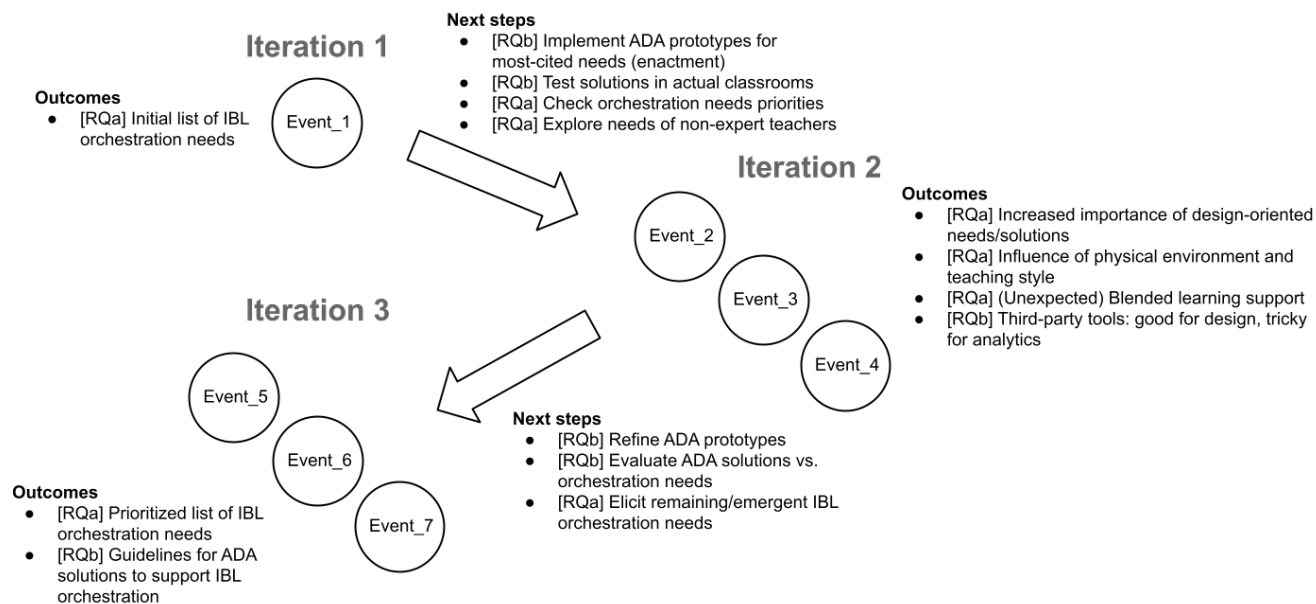 Iteration 1
Outcomes
● [RQa] Initial list of IBL
orchestration needs
Event_1
Next steps
● [RQb] Implement ADA prototypes for
most-cited needs (enactment)
● [RQb] Test solutions in actual classrooms
● [RQa] Check orchestration needs priorities
● [RQa] Explore needs of non-expert teachers
Iteration 2
Event_2
Event_3
Event_4
Outcomes
● [RQa] Increased importance of design-oriented
needs/solutions
● [RQa] Influence of physical environment and
teaching style
● [RQa] (Unexpected) Blended learning support
● [RQb] Third-party tools: good for design, tricky
for analytics
Next steps
● [RQb] Refine ADA prototypes
● [RQb] Evaluate ADA solutions vs.
orchestration needs
● [RQa] Elicit remaining/emergent IBL
orchestration needs
Iteration 3
Event_5
Event_6
Event_7
Outcomes
● [RQa] Prioritized list of IBL
orchestration needs
● [RQb] Guidelines for ADA
solutions to support IBL
orchestration